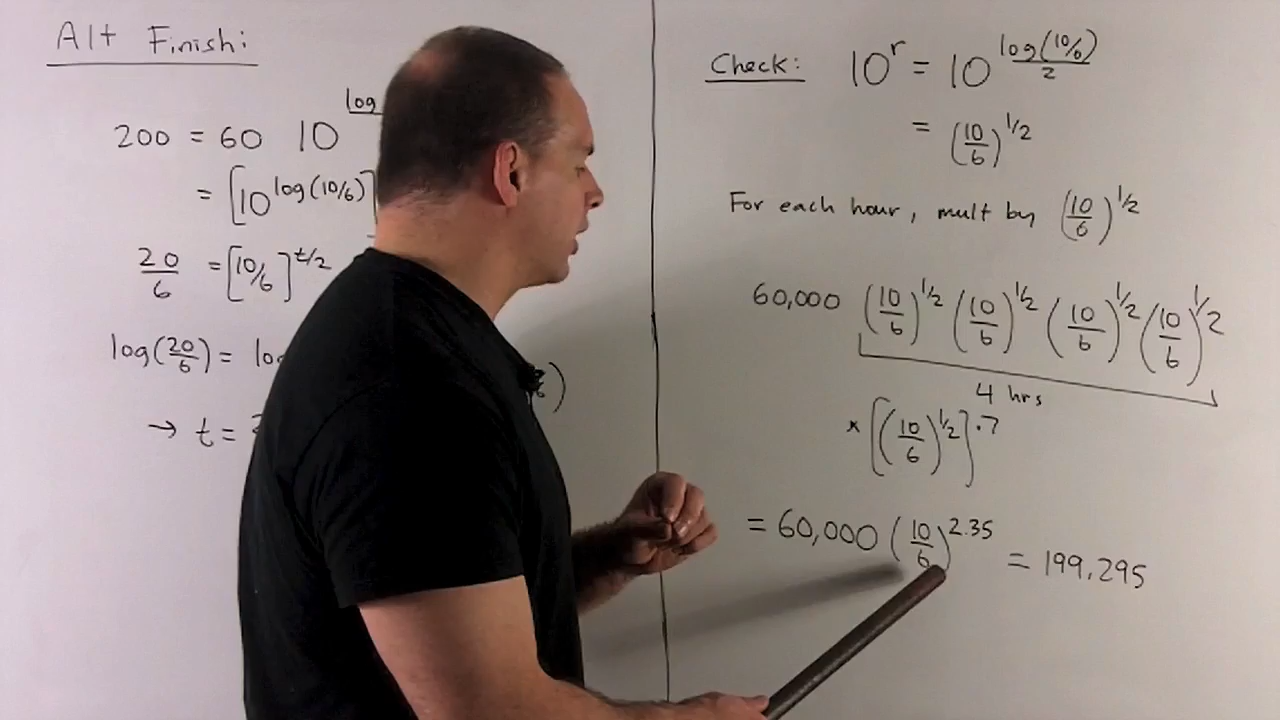 Alt Finish:
200 = 60 10^log
= [10^log(10/6)]
20/6 = [10/6]^t/2
log(20/6) = log
→ t =
Check: 10^r = 10^(log(10/6)/2)
= (10/6)^1/2
For each hour, mult by (10/6)^1/2
60,000 (10/6)^1/2 (10/6)^1/2 (10/6)^1/2 (10/6)^1/2
4 hrs
* [(10/6)^1/2]^.7
= 60,000 (10/6)^2.35 = 199,295